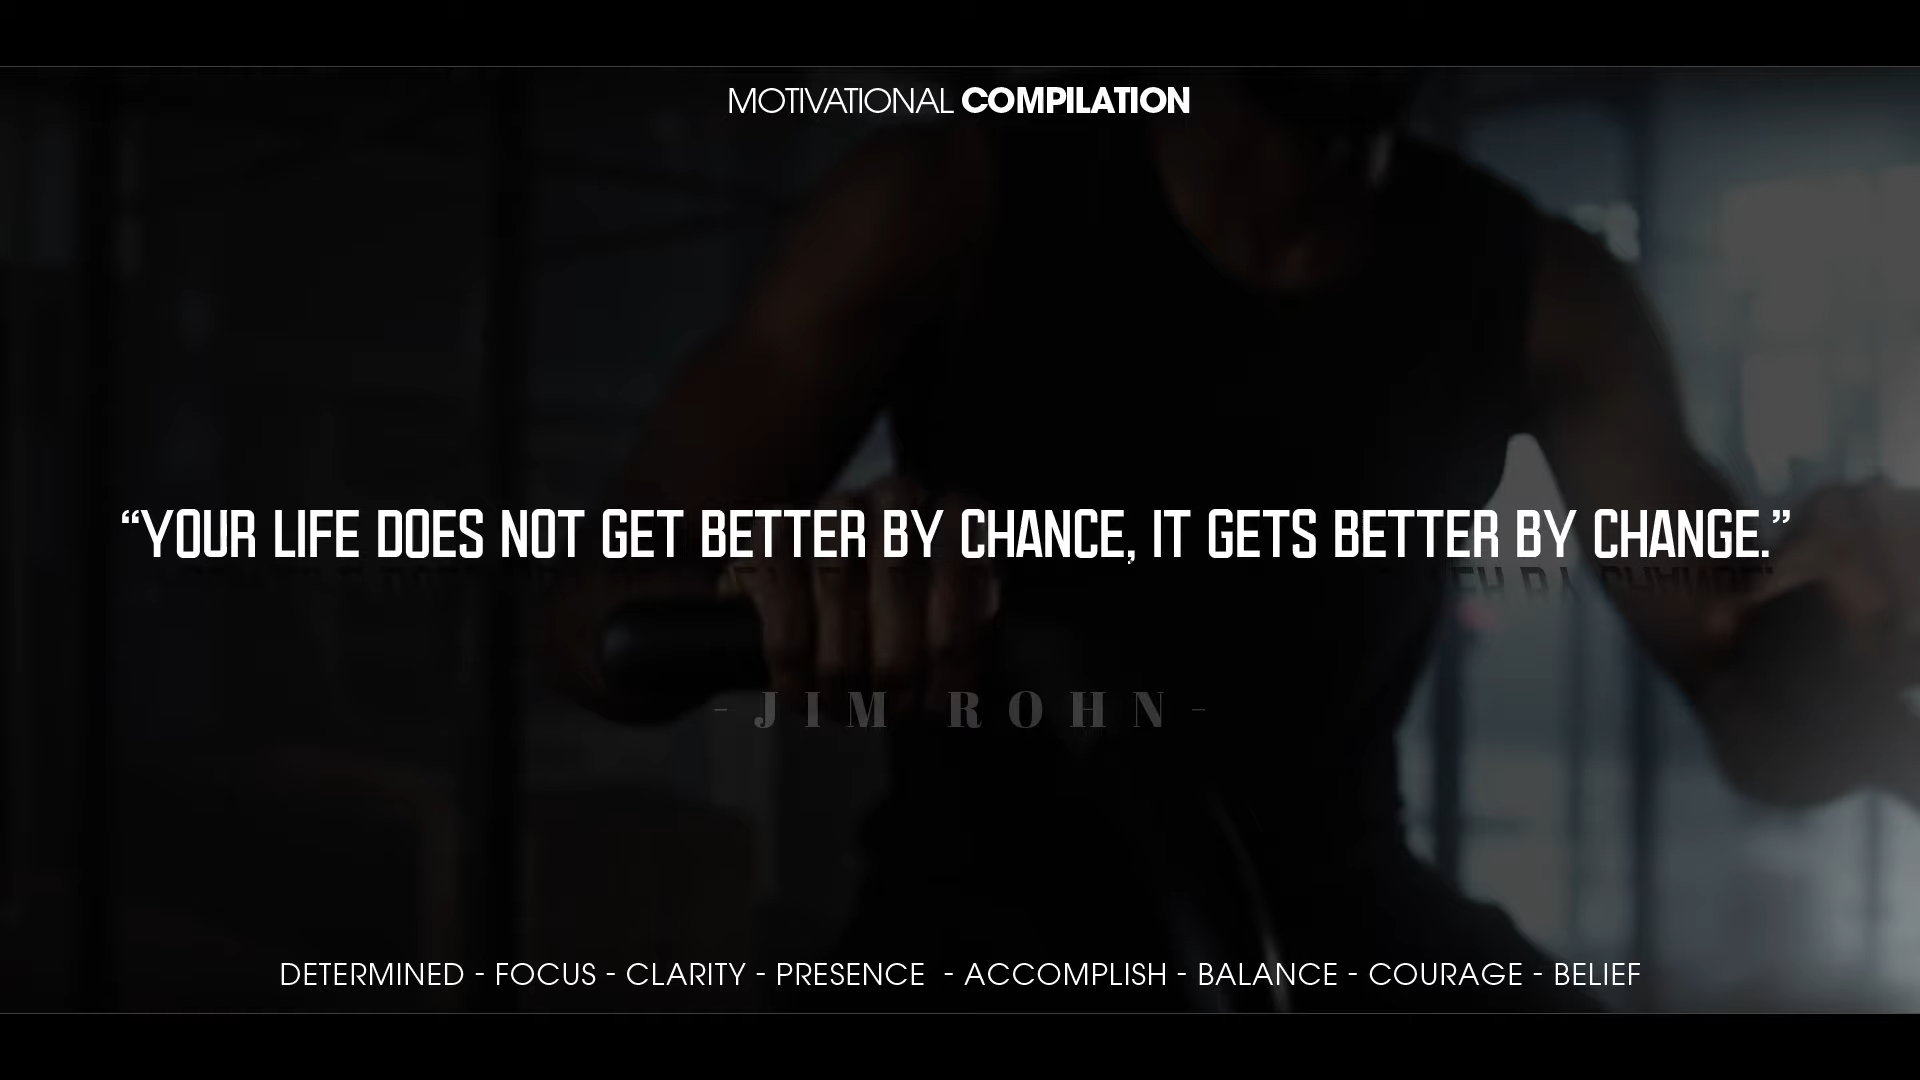 MOTIVATIONAL COMPILATION
“YOUR LIFE DOES NOT GET BETTER BY CHANCE, IT GETS BETTER BY CHANGE.”
- JIM ROHN -
DETERMINED - FOCUS - CLARITY - PRESENCE - ACCOMPLISH - BALANCE - COURAGE - BELIEF